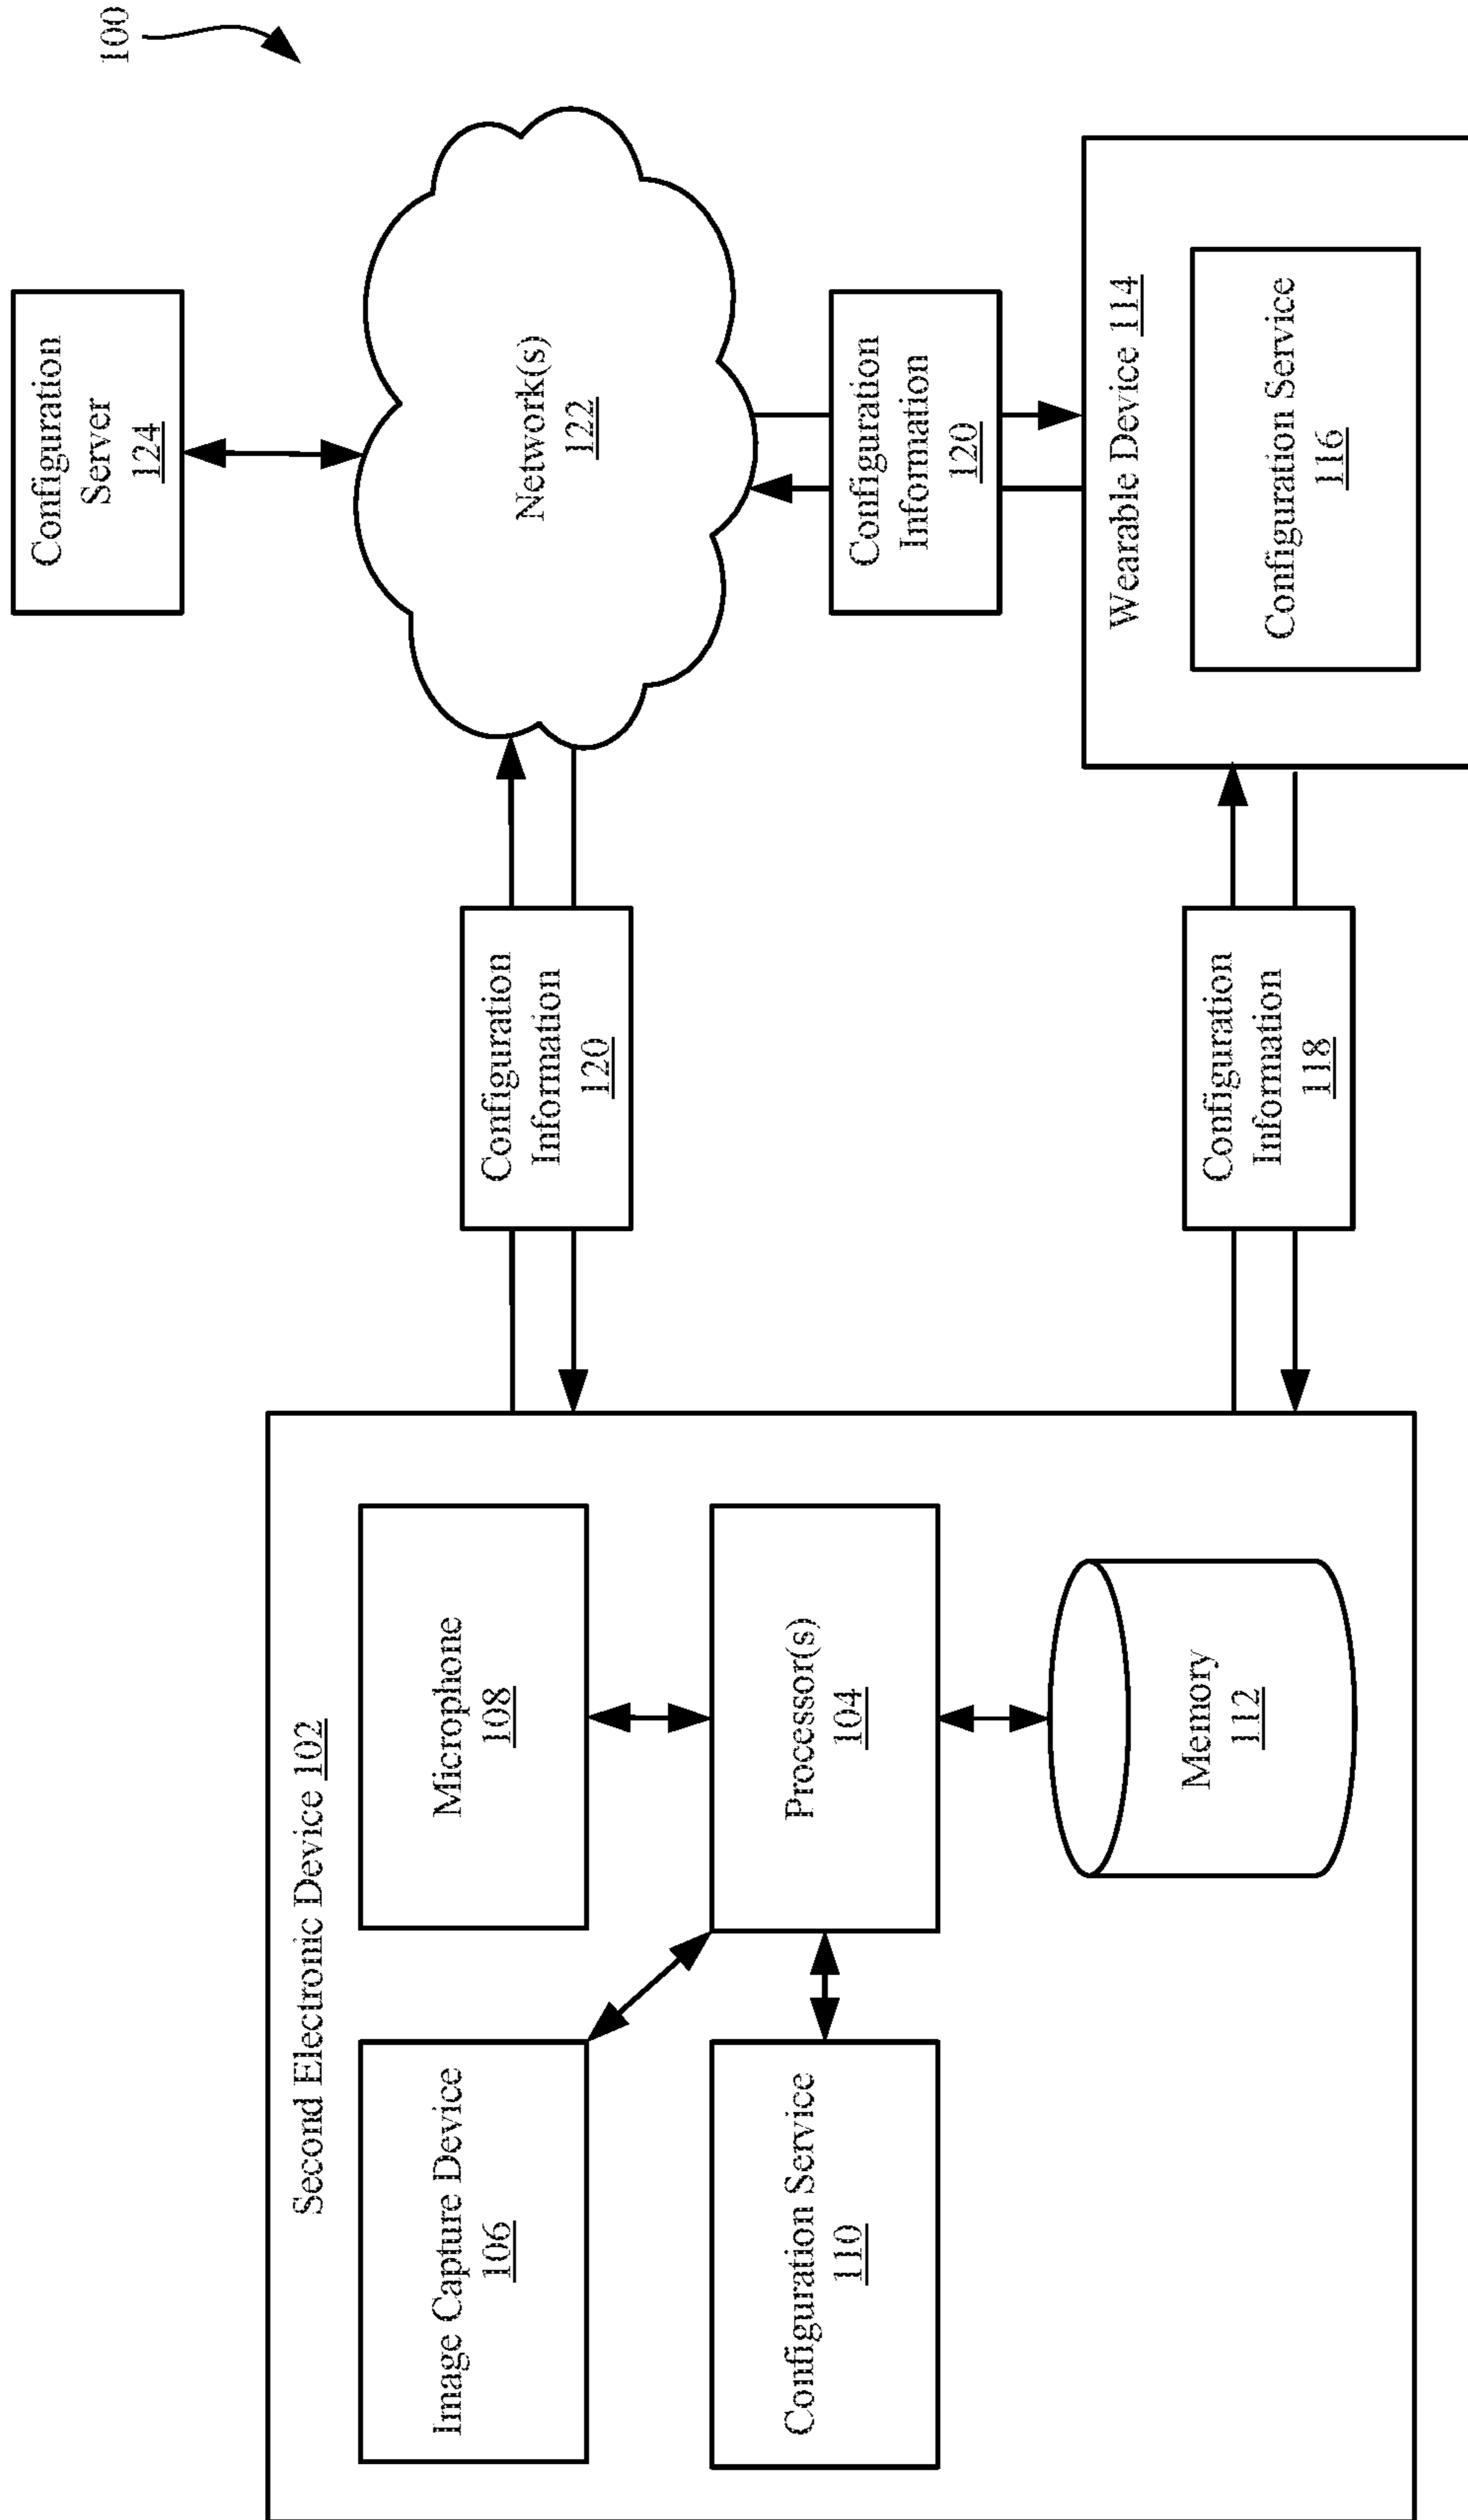 100
Second Electronic Device 102
Image Capture Device
106
Microphone
108
Configuration Service
110
Processor(s)
104
Memory
112
Configuration
Information
120
Configuration
Information
118
Configuration
Server
124
Network(s)
122
Configuration
Information
120
Wearable Device 114
Configuration Service
116